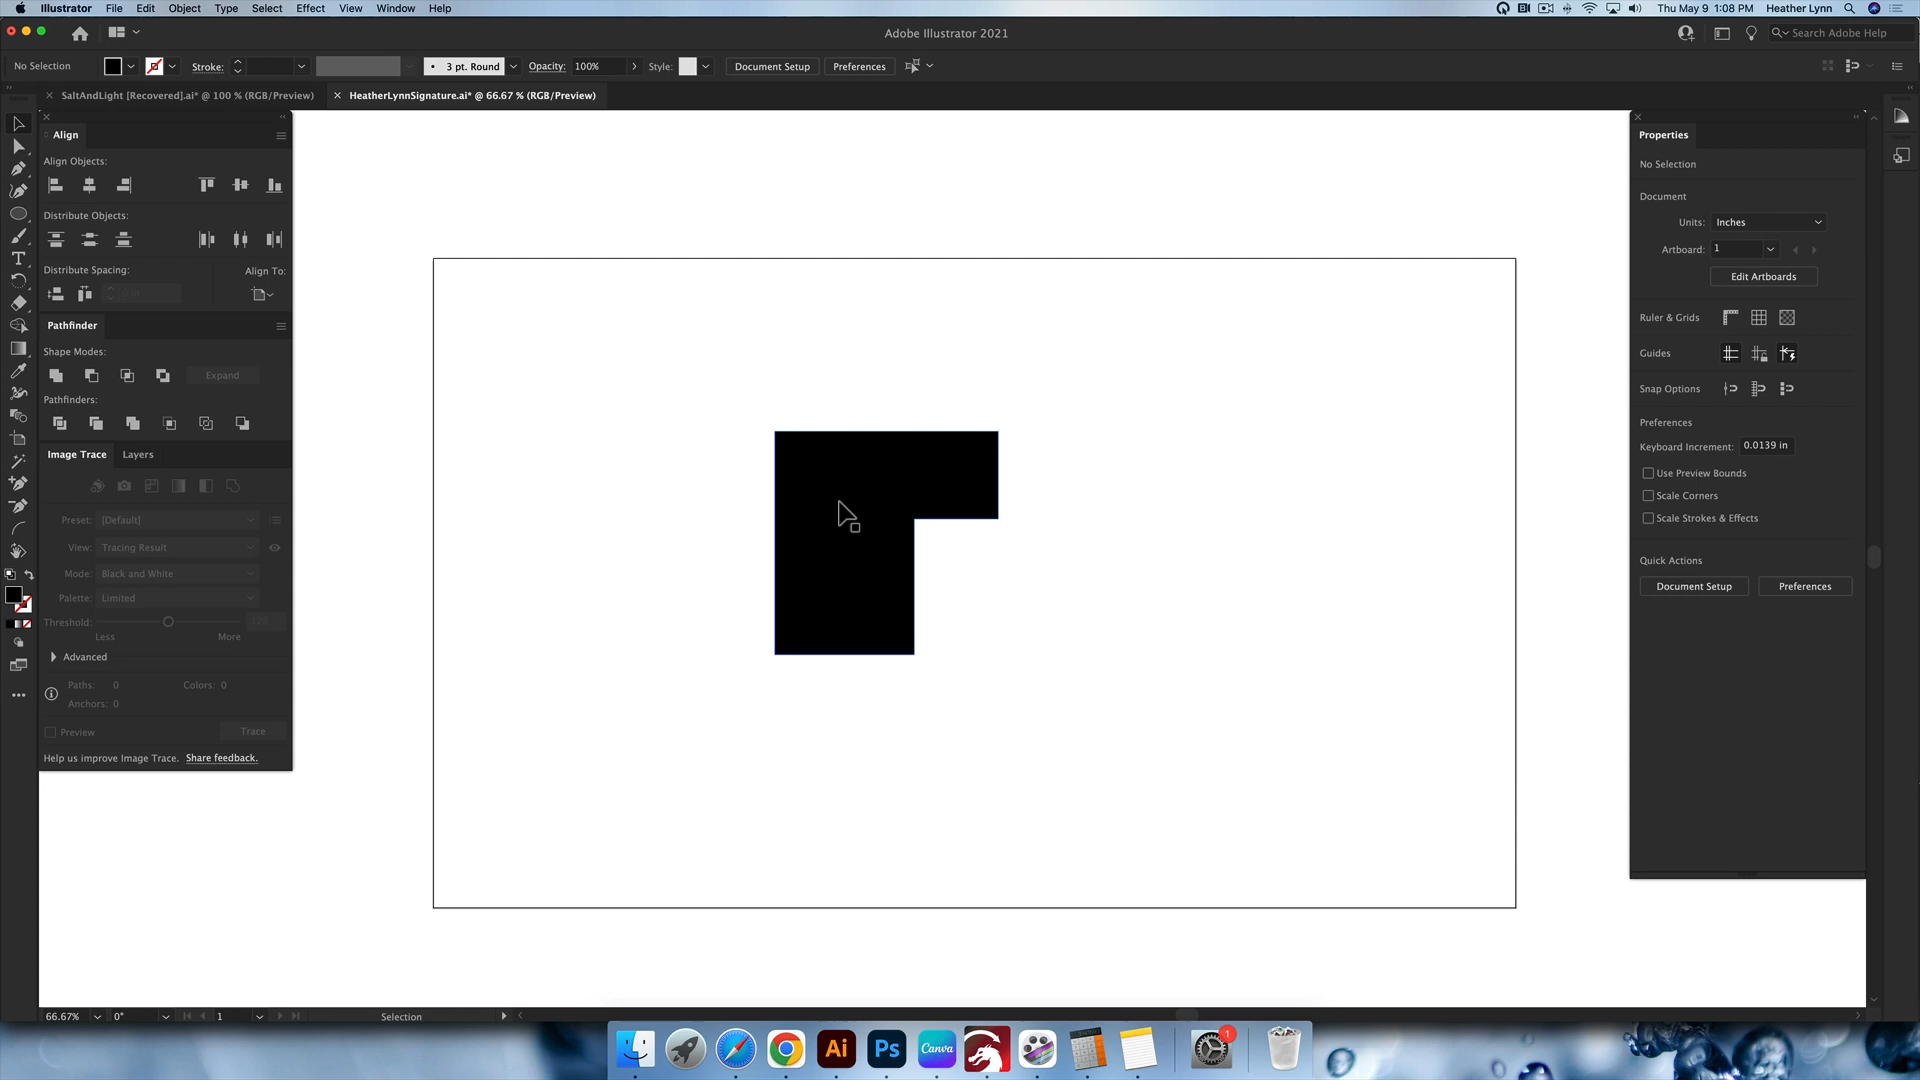 Illustrator File Edit Object Type Select Effect View Window Help
Thu May 9 1:08 PM Heather Lynn
Adobe Illustrator 2021
Search Adobe Help
No Selection
Stroke:
3 pt. Round
Opacity: 100%
Style:
Document Setup
Preferences
SaltAndLight [Recovered].ai* @ 100 % (RGB/Preview)
HeatherLynnSignature.ai* @ 66.67 % (RGB/Preview)
Align
Align Objects:
Distribute Objects:
Distribute Spacing:
Align To:
0 in
Pathfinder
Shape Modes:
Expand
Pathfinders:
Image Trace
Layers
Preset: [Default]
View: Tracing Result
Mode: Black and White
Palette: Limited
Threshold: 128
Less More
Advanced
Paths: 0 Colors: 0
Anchors: 0
Preview
Trace
Help us improve Image Trace. Share feedback.
Properties
No Selection
Document
Units: Inches
Artboard: 1
Edit Artboards
Ruler & Grids
Guides
Snap Options
Preferences
Keyboard Increment: 0.0139 in
Use Preview Bounds
Scale Corners
Scale Strokes & Effects
Quick Actions
Document Setup
Preferences
66.67% 0° 1 Selection
Ai Ps Canva 1